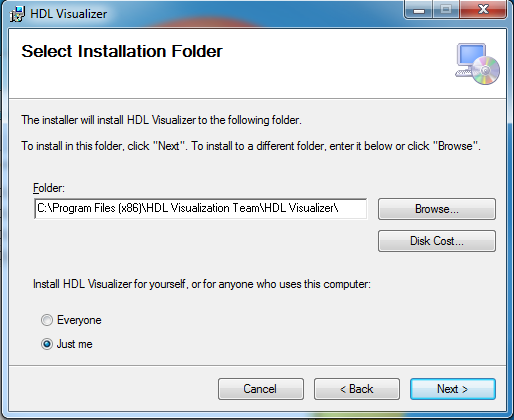 HDL Visualizer
Select Installation Folder
The installer will install HDL Visualizer to the following folder.
To install in this folder, click "Next". To install to a different folder, enter it below or click "Browse".
Folder:
C:\Program Files (x86)\HDL Visualization Team\HDL Visualizer\
Browse...
Disk Cost...
Install HDL Visualizer for yourself, or for anyone who uses this computer:
Everyone
Just me
Cancel
< Back
Next >